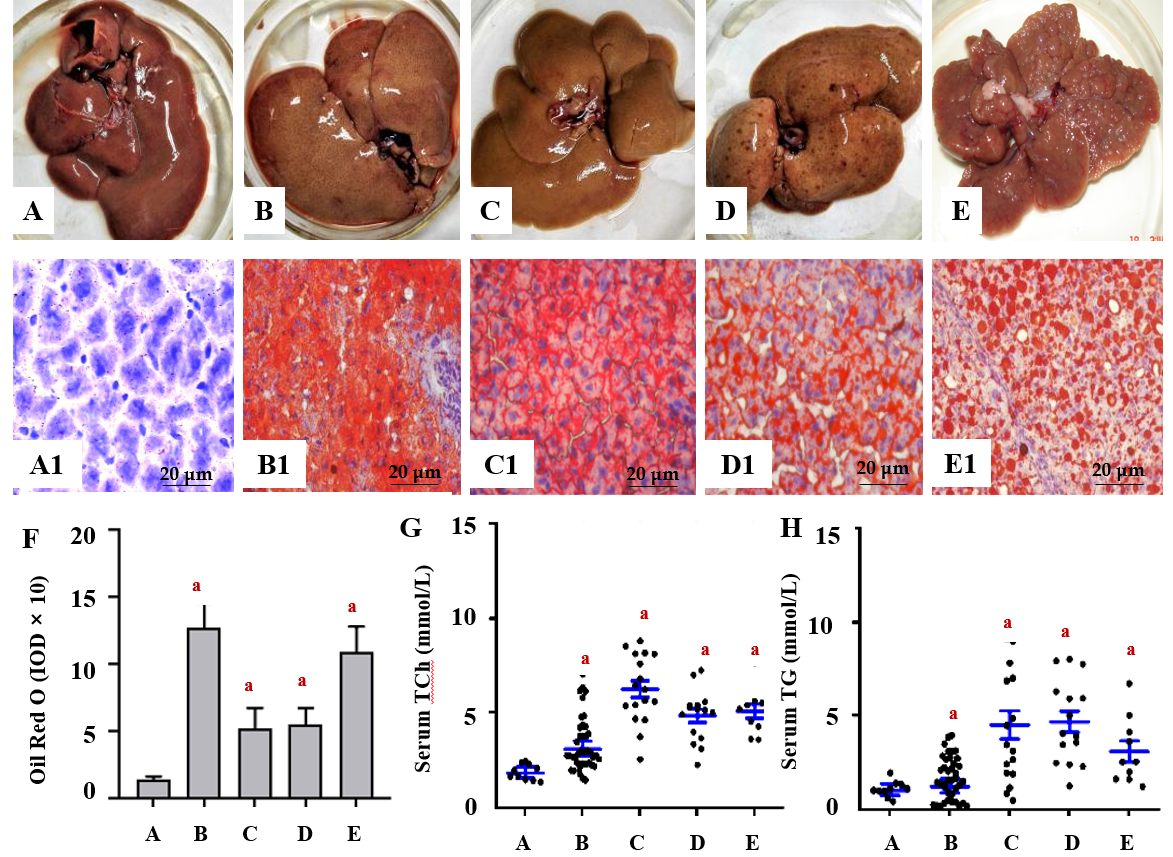 A
B
C
D
E
A1
20 µm
B1
20 µm
C1
20 µm
D1
20 µm
E1
20 µm
F
Oil Red O (IOD × 10)
20
15
10
5
0
a
a
a
a
A B C D E
G
Serum TCh (mmol/L)
15
10
5
0
a
a
a
a
A B C D E
H
Serum TG (mmol/L)
15
10
5
0
a
a
a
a
A B C D E